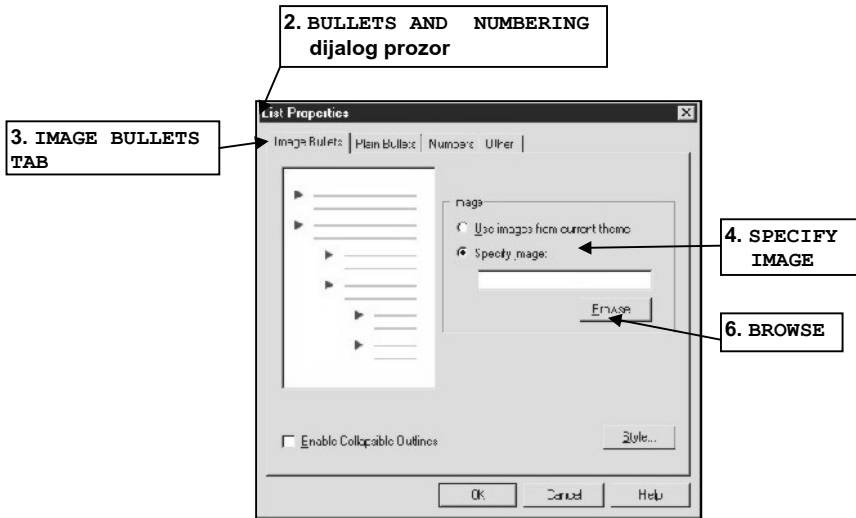 2. BULLETS AND NUMBERING
dijalog prozor
List Properties
3. IMAGE BULLETS
TAB
Image Bullets Plain Bullets Numbers Other
Image
Use images from current theme
4. SPECIFY
IMAGE
Specify image:
Browse
6. BROWSE
Enable Collapsible Outlines
Style...
OK Cancel Help